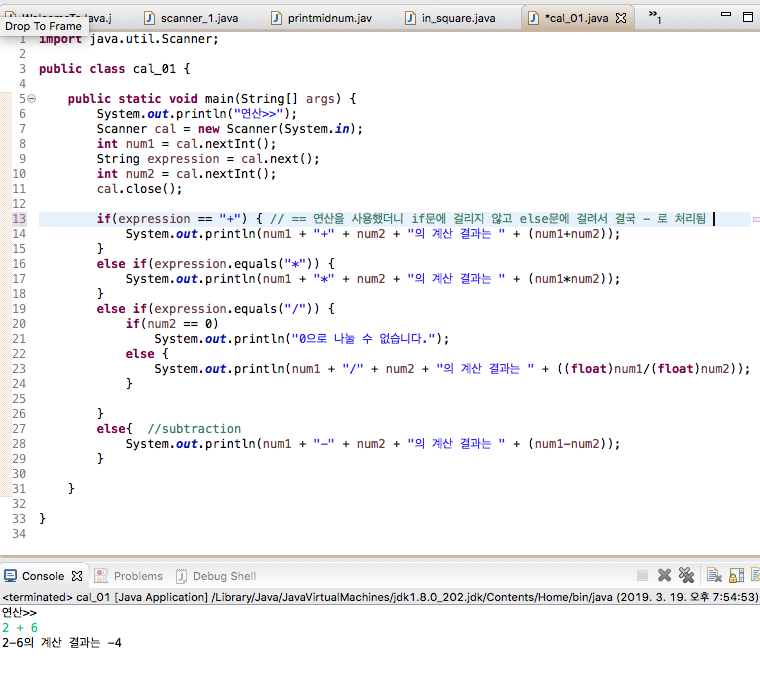 WelcomeToJava.j scanner_1.java printmidnum.jav in_square.java *cal_01.java »1
Drop To Frame
1 import java.util.Scanner;
2
3 public class cal_01 {
4
5 public static void main(String[] args) {
6 System.out.println("연산>>");
7 Scanner cal = new Scanner(System.in);
8 int num1 = cal.nextInt();
9 String expression = cal.next();
10 int num2 = cal.nextInt();
11 cal.close();
12
13 if(expression == "+") { // == 연산을 사용했더니 if문에 걸리지 않고 else문에 걸려서 결국 - 로 처리됨
14 System.out.println(num1 + "+" + num2 + "의 계산 결과는 " + (num1+num2));
15 }
16 else if(expression.equals("*")) {
17 System.out.println(num1 + "*" + num2 + "의 계산 결과는 " + (num1*num2));
18 }
19 else if(expression.equals("/")) {
20 if(num2 == 0)
21 System.out.println("0으로 나눌 수 없습니다.");
22 else {
23 System.out.println(num1 + "/" + num2 + "의 계산 결과는 " + ((float)num1/(float)num2));
24 }
25
26 }
27 else{ //subtraction
28 System.out.println(num1 + "-" + num2 + "의 계산 결과는 " + (num1-num2));
29 }
30
31 }
32
33 }
34
Console Problems Debug Shell
<terminated> cal_01 [Java Application] /Library/Java/JavaVirtualMachines/jdk1.8.0_202.jdk/Contents/Home/bin/java (2019. 3. 19. 오후 7:54:53)
연산>>
2 + 6
2-6의 계산 결과는 -4